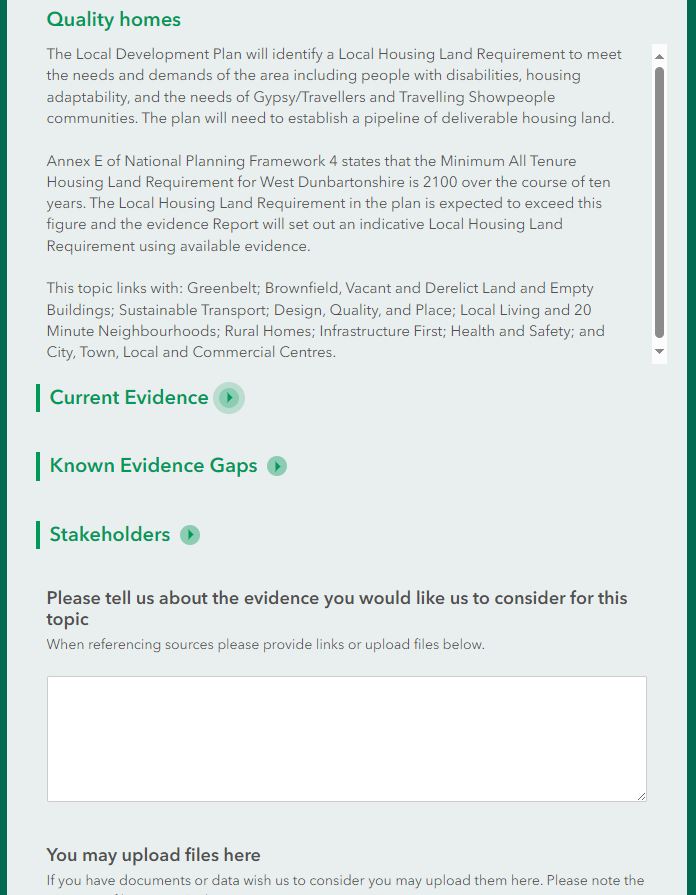 Quality homes
The Local Development Plan will identify a Local Housing Land Requirement to meet
the needs and demands of the area including people with disabilities, housing
adaptability, and the needs of Gypsy/Travellers and Travelling Showpeople
communities. The plan will need to establish a pipeline of deliverable housing land.
Annex E of National Planning Framework 4 states that the Minimum All Tenure
Housing Land Requirement for West Dunbartonshire is 2100 over the course of ten
years. The Local Housing Land Requirement in the plan is expected to exceed this
figure and the evidence Report will set out an indicative Local Housing Land
Requirement using available evidence.
This topic links with: Greenbelt; Brownfield, Vacant and Derelict Land and Empty
Buildings; Sustainable Transport; Design, Quality, and Place; Local Living and 20
Minute Neighbourhoods; Rural Homes; Infrastructure First; Health and Safety; and
City, Town, Local and Commercial Centres.
Current Evidence
Known Evidence Gaps
Stakeholders
Please tell us about the evidence you would like us to consider for this
topic
When referencing sources please provide links or upload files below.
You may upload files here
If you have documents or data wish us to consider you may upload them here. Please note the